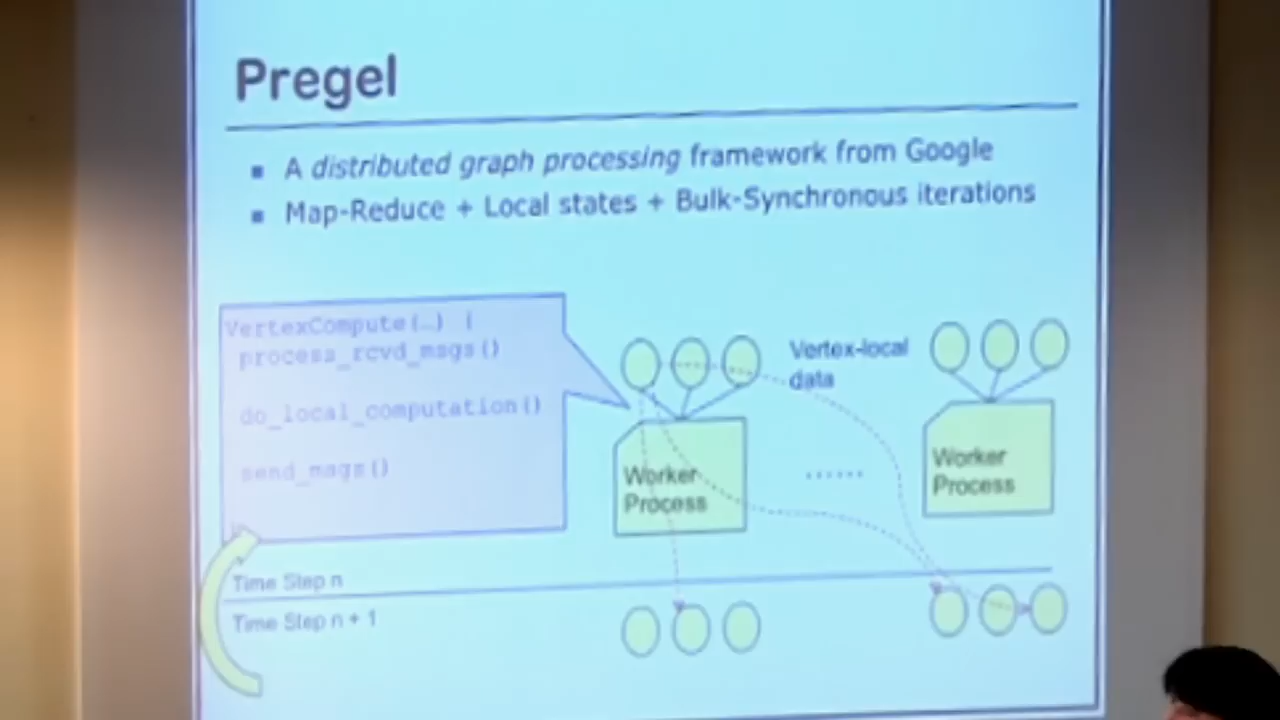 Pregel
▪ A distributed graph processing framework from Google
▪ Map-Reduce + Local states + Bulk-Synchronous iterations
VertexCompute(…) {
process_rcvd_msgs()
do_local_computation()
send_msgs()
Vertex-local
data
Worker
Process
......
Worker
Process
Time Step n
Time Step n + 1